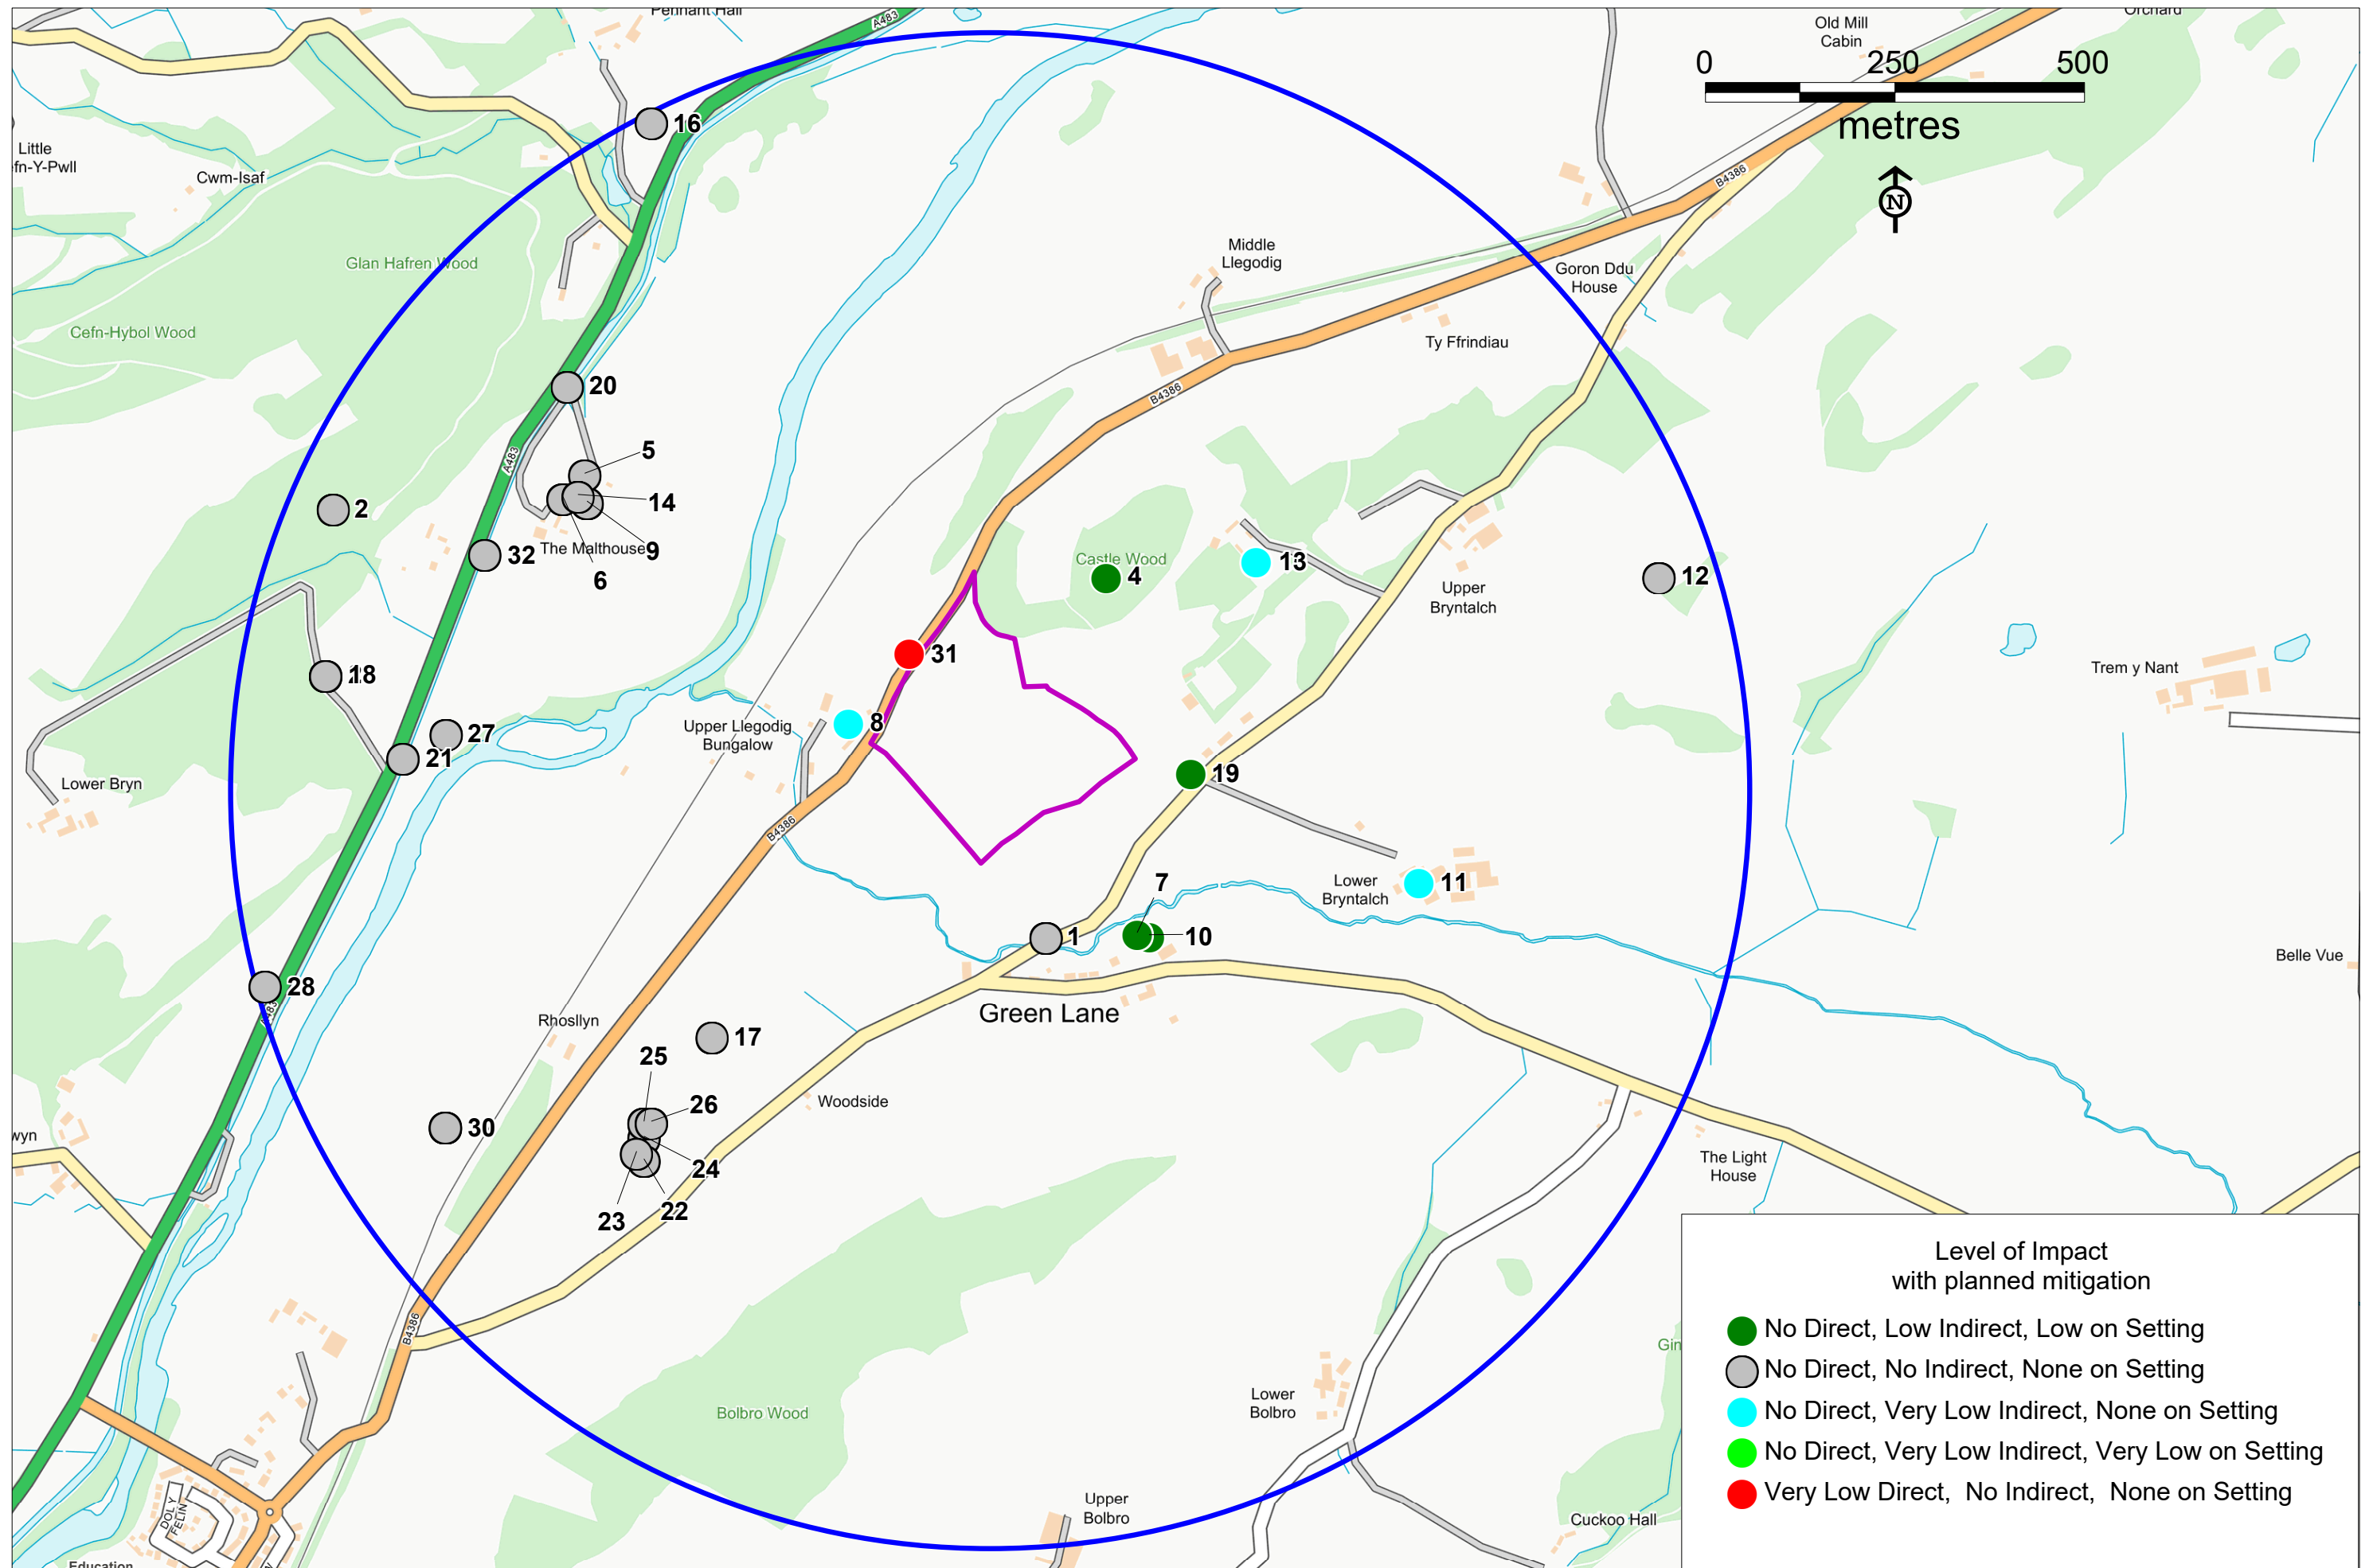 Pennant Hall
A483
Old Mill
Cabin
Orchard
0
250
500
metres
N
16
Little
fn-Y-Pwll
Cwm-Isaf
B4386
Glan Hafren Wood
Middle
Llegodig
Goron Ddu
House
Cefn-Hybol Wood
Ty Ffrindiau
20
B4386
5
A483
14
2
32
The Malthouse
9
6
Castle Wood
4
13
Upper
Bryntalch
12
31
Trem y Nant
18
27
21
Upper Llegodig
Bungalow
8
19
Lower Bryn
B4386
7
Lower
Bryntalch
11
1
10
Belle Vue
28
Green Lane
Rhosllyn
17
25
26
Woodside
30
wyn
24
22
23
The Light
House
B4386
Bolbro Wood
Lower
Bolbro
Gin
Upper
Bolbro
Cuckoo Hall
DOL Y
FELIN
Education
Level of Impact
with planned mitigation
No Direct, Low Indirect, Low on Setting
No Direct, No Indirect, None on Setting
No Direct, Very Low Indirect, None on Setting
No Direct, Very Low Indirect, Very Low on Setting
Very Low Direct, No Indirect, None on Setting